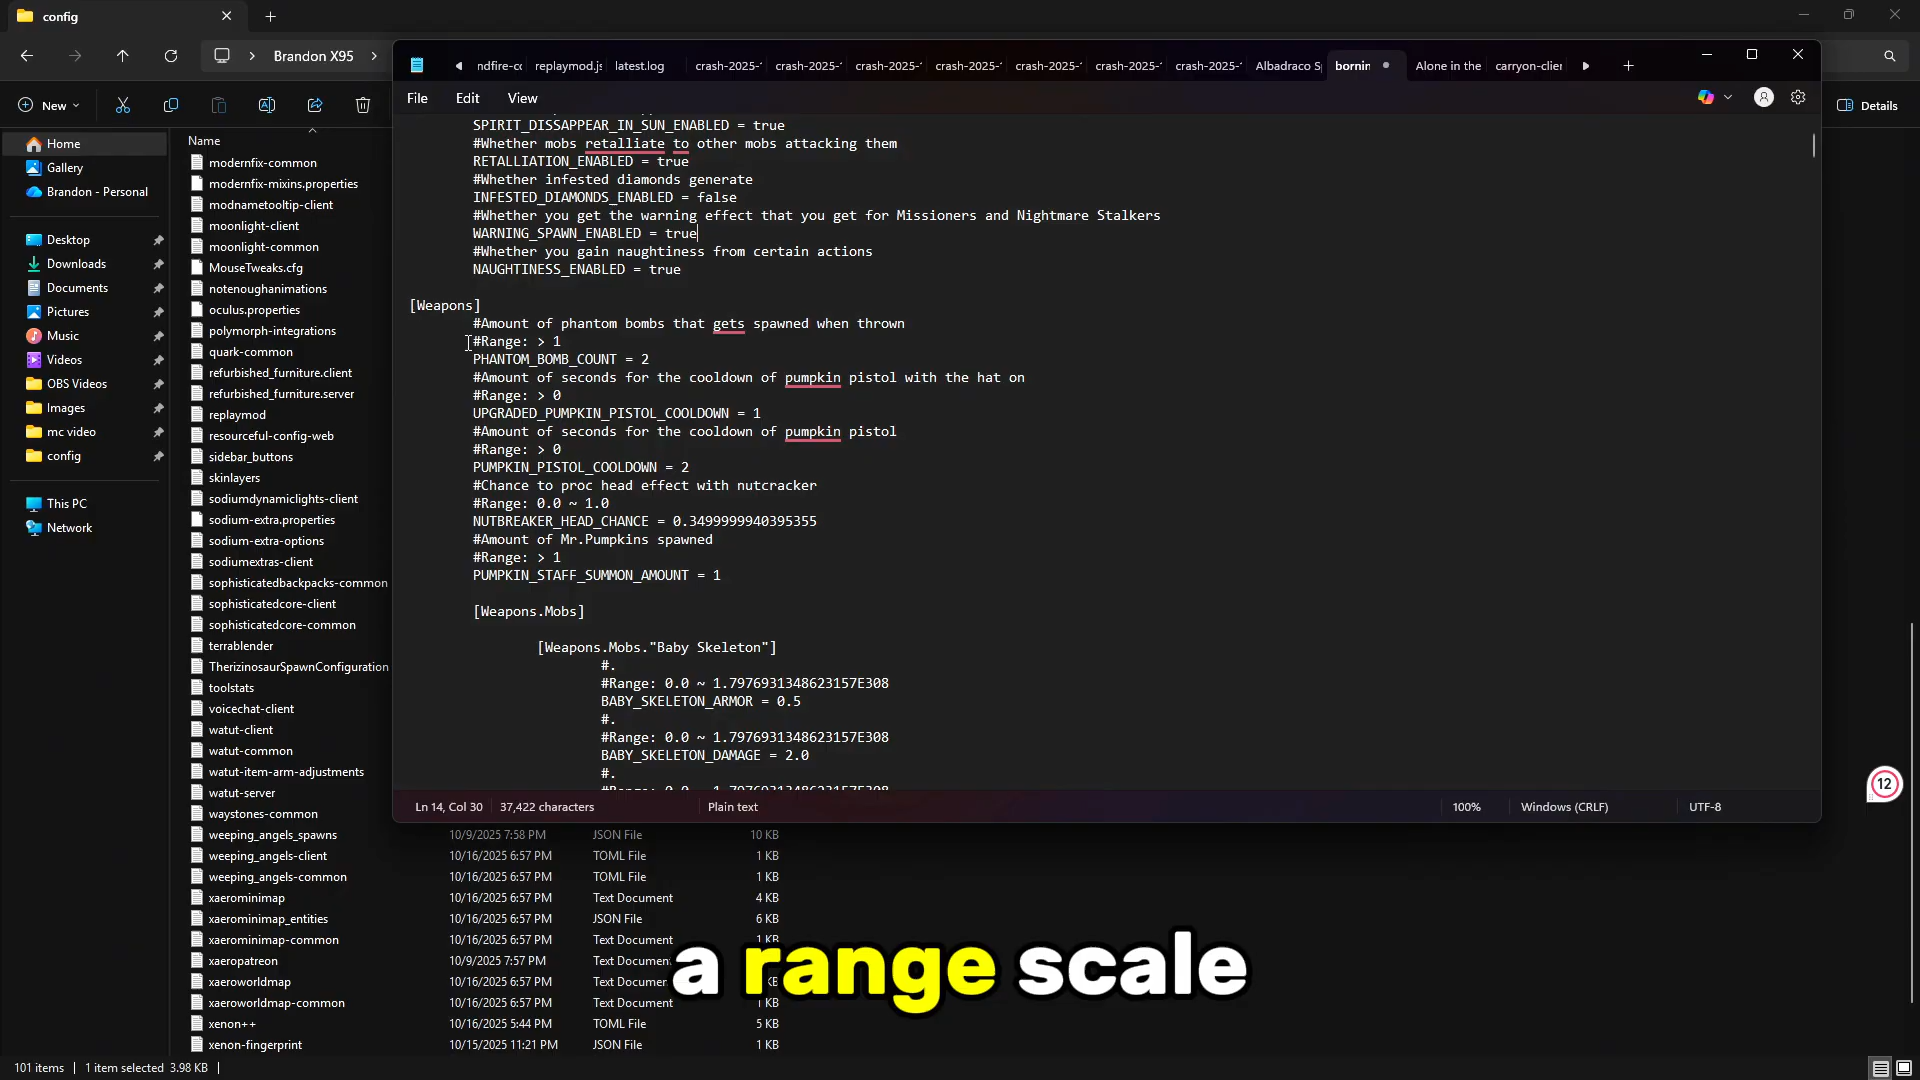 config
Brandon X95
New
Details
Home
Gallery
Brandon - Personal
Desktop
Downloads
Documents
Pictures
Music
Videos
OBS Videos
Images
mc video
config
This PC
Network
Name
modernfix-common
modernfix-mixins.properties
modnametooltip-client
moonlight-client
moonlight-common
MouseTweaks.cfg
notenoughanimations
oculus.properties
polymorph-integrations
quark-common
refurbished_furniture.client
refurbished_furniture.server
replaymod
resourceful-config-web
sidebar_buttons
skinlayers
sodiumdynamiclights-client
sodium-extra.properties
sodium-extra-options
sodiumextras-client
sophisticatedbackpacks-common
sophisticatedcore-client
sophisticatedcore-common
terrablender
TherizinosaurSpawnConfiguration
toolstats
voicechat-client
watut-client
watut-common
watut-item-arm-adjustments
watut-server
waystones-common
weeping_angels_spawns 10/9/2025 7:58 PM JSON File 10 KB
weeping_angels-client 10/16/2025 6:57 PM TOML File 1 KB
weeping_angels-common 10/16/2025 6:57 PM TOML File 1 KB
xaerominimap 10/16/2025 6:57 PM Text Document 4 KB
xaerominimap_entities 10/16/2025 6:57 PM JSON File 6 KB
xaerominimap-common 10/16/2025 6:57 PM Text Document 1 KB
xaeropatreon 10/9/2025 7:57 PM Text Document
xaeroworldmap 10/16/2025 6:57 PM Text Document KB
xaeroworldmap-common 10/16/2025 6:57 PM Text Document 1 KB
xenon++ 10/16/2025 5:44 PM TOML File 5 KB
xenon-fingerprint 10/15/2025 11:21 PM JSON File 1 KB
101 items 1 item selected 3.98 KB
ndfire-cc replaymod.js latest.log crash-2025- crash-2025- crash-2025- crash-2025- crash-2025- crash-2025- crash-2025- Albadraco S bornin Alone in the carryon-clier
File Edit View
SPIRIT_DISSAPPEAR_IN_SUN_ENABLED = true
#Whether mobs retalliate to other mobs attacking them
RETALLIATION_ENABLED = true
#Whether infested diamonds generate
INFESTED_DIAMONDS_ENABLED = false
#Whether you get the warning effect that you get for Missioners and Nightmare Stalkers
WARNING_SPAWN_ENABLED = true
#Whether you gain naughtiness from certain actions
NAUGHTINESS_ENABLED = true
[Weapons]
#Amount of phantom bombs that gets spawned when thrown
#Range: > 1
PHANTOM_BOMB_COUNT = 2
#Amount of seconds for the cooldown of pumpkin pistol with the hat on
#Range: > 0
UPGRADED_PUMPKIN_PISTOL_COOLDOWN = 1
#Amount of seconds for the cooldown of pumpkin pistol
#Range: > 0
PUMPKIN_PISTOL_COOLDOWN = 2
#Chance to proc head effect with nutcracker
#Range: 0.0 ~ 1.0
NUTBREAKER_HEAD_CHANCE = 0.3499999940395355
#Amount of Mr.Pumpkins spawned
#Range: > 1
PUMPKIN_STAFF_SUMMON_AMOUNT = 1
[Weapons.Mobs]
[Weapons.Mobs."Baby Skeleton"]
#.
#Range: 0.0 ~ 1.7976931348623157E308
BABY_SKELETON_ARMOR = 0.5
#.
#Range: 0.0 ~ 1.7976931348623157E308
BABY_SKELETON_DAMAGE = 2.0
#.
#Range: 0.0 ~ 1.7976931348623157E308
Ln 14, Col 30 37,422 characters Plain text 100% Windows (CRLF) UTF-8
12
a range scale